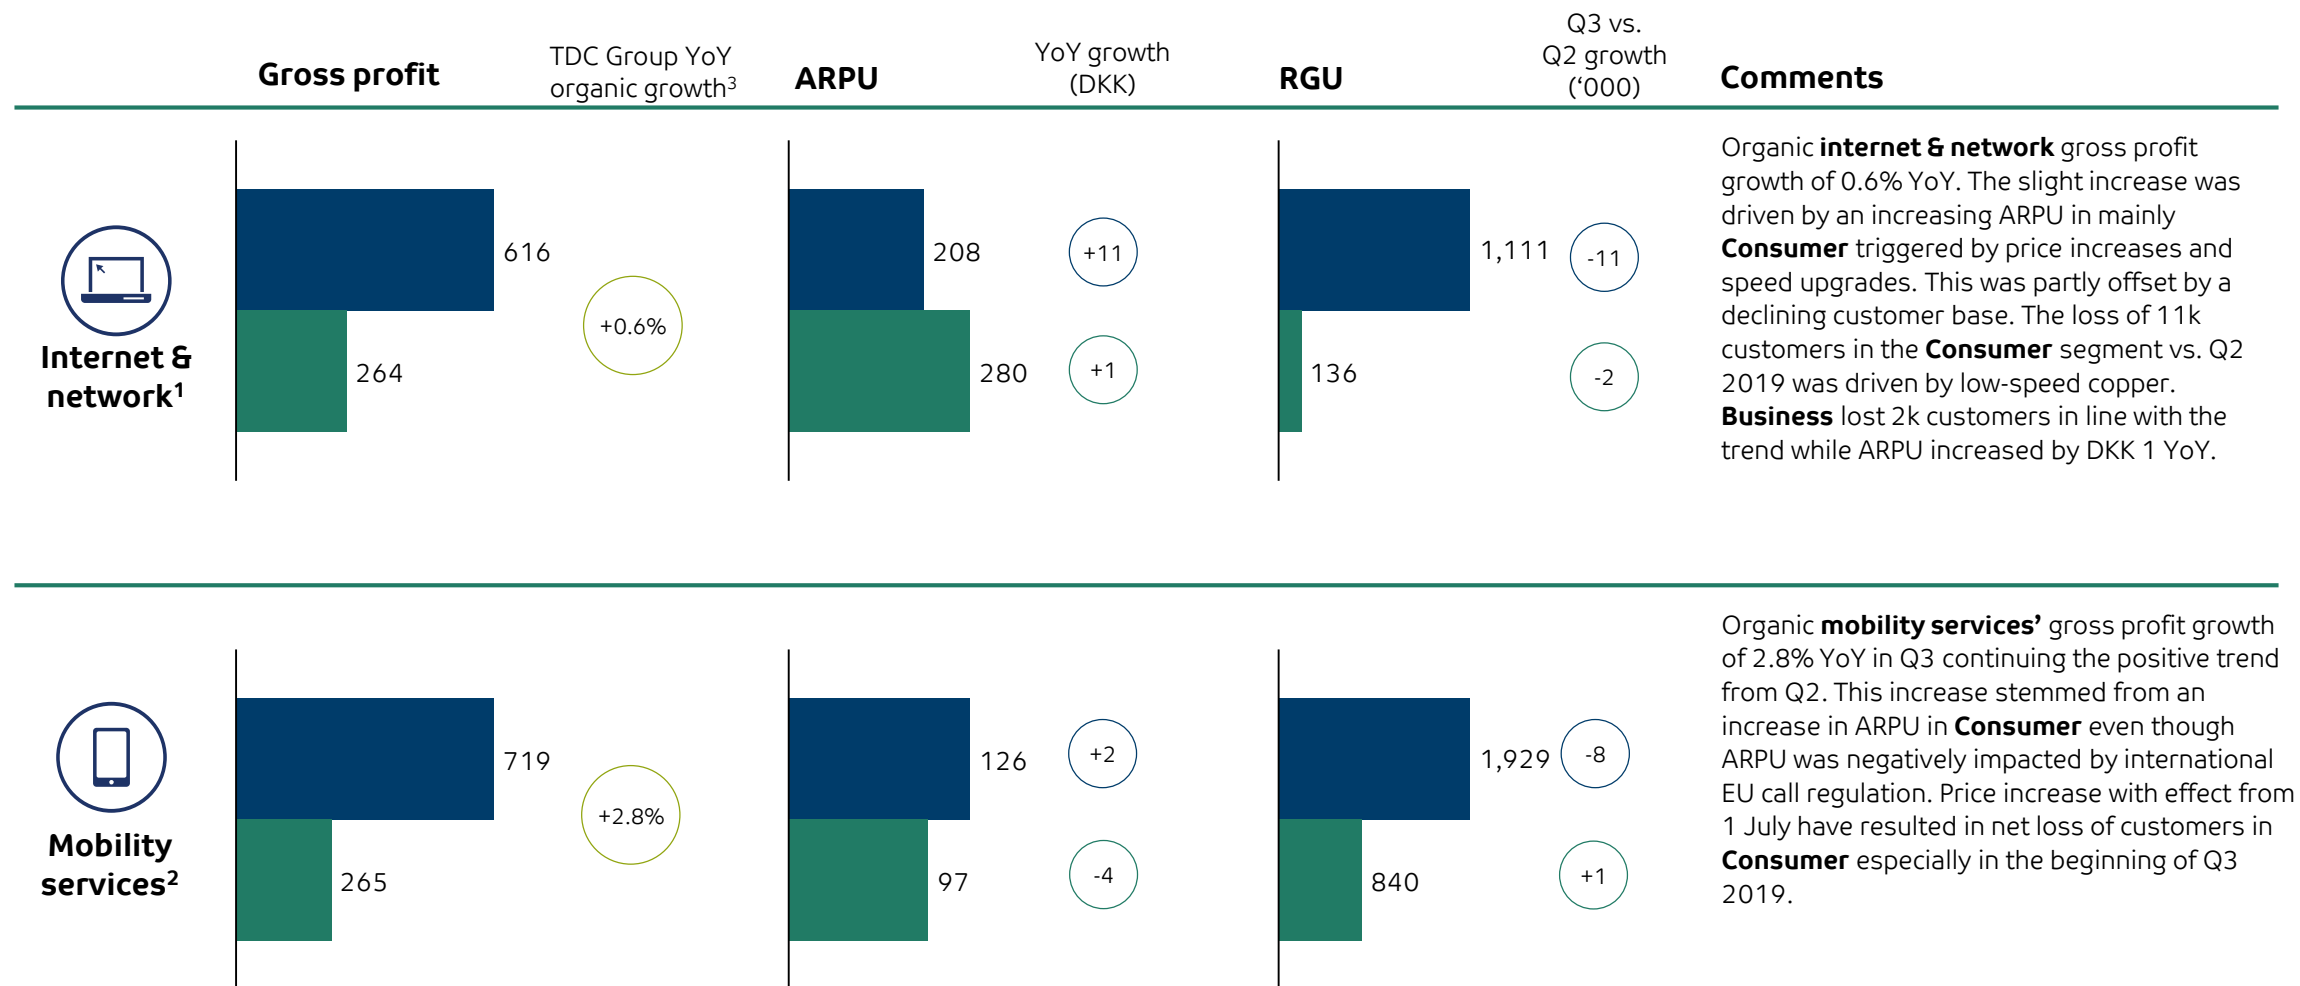 Gross profit
TDC Group YoY
organic growth³
ARPU
YoY growth
(DKK)
RGU
Q3 vs.
Q2 growth
(‘000)
Comments
Internet &
network¹
616
264
+0.6%
208
280
+11
+1
1,111
136
-11
-2
Organic internet & network gross profit
growth of 0.6% YoY. The slight increase was
driven by an increasing ARPU in mainly
Consumer triggered by price increases and
speed upgrades. This was partly offset by a
declining customer base. The loss of 11k
customers in the Consumer segment vs. Q2
2019 was driven by low-speed copper.
Business lost 2k customers in line with the
trend while ARPU increased by DKK 1 YoY.
Mobility
services²
719
265
+2.8%
126
97
+2
-4
1,929
840
-8
+1
Organic mobility services’ gross profit growth
of 2.8% YoY in Q3 continuing the positive trend
from Q2. This increase stemmed from an
increase in ARPU in Consumer even though
ARPU was negatively impacted by international
EU call regulation. Price increase with effect from
1 July have resulted in net loss of customers in
Consumer especially in the beginning of Q3
2019.